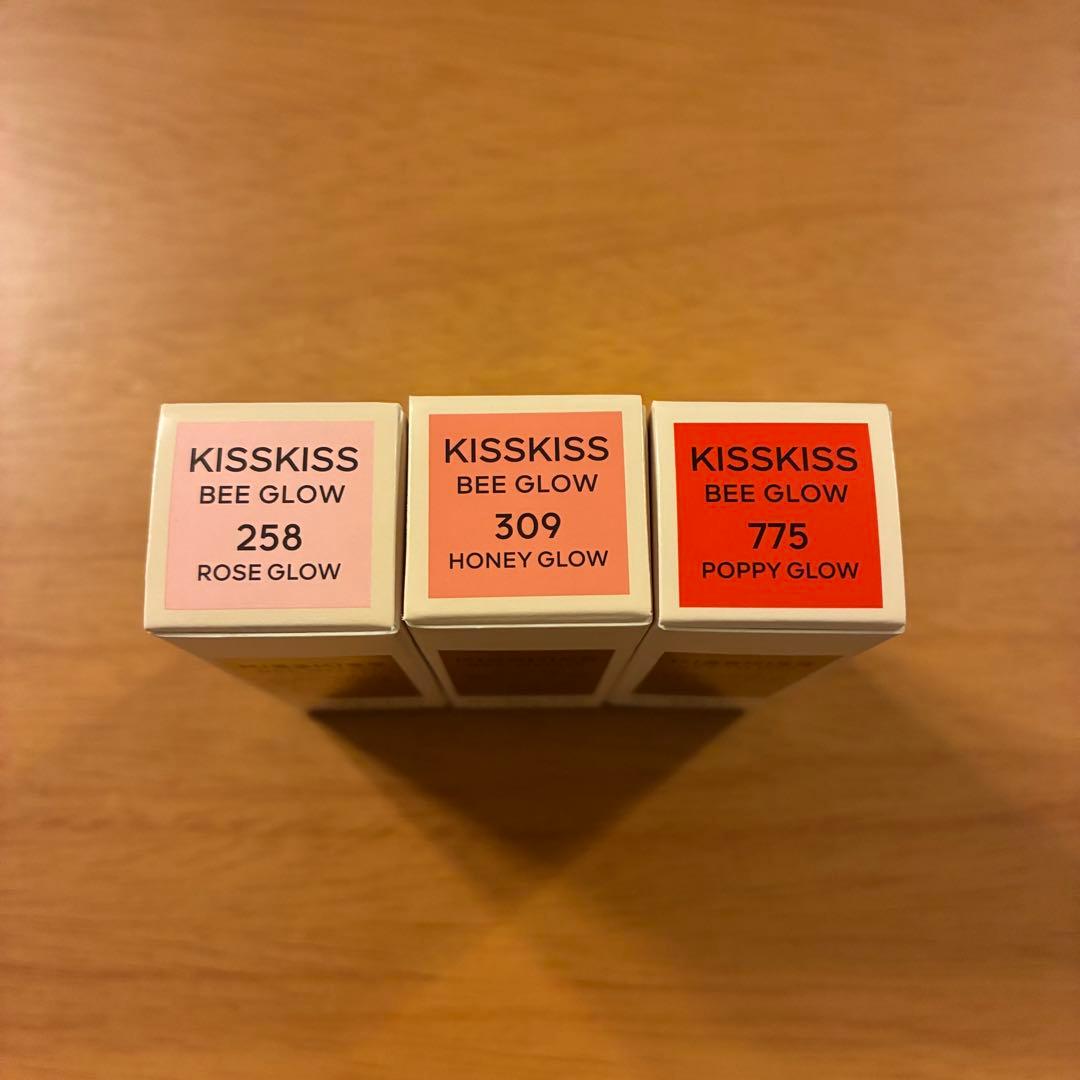 KISSKISS
BEE GLOW
258
ROSE GLOW
KISSKISS
BEE GLOW
309
HONEY GLOW
KISSKISS
BEE GLOW
775
POPPY GLOW